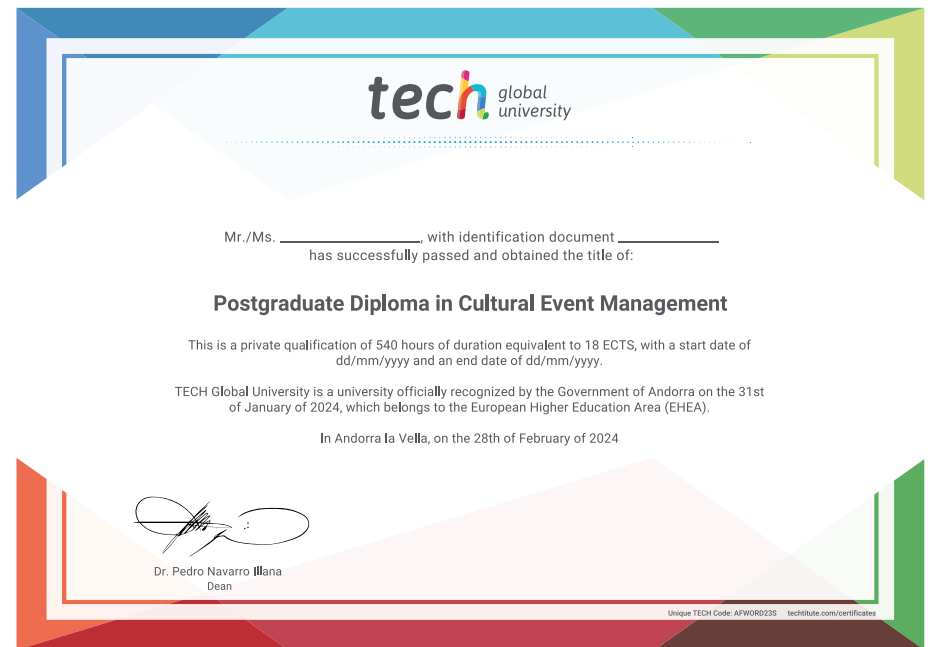 tech global university
Mr./Ms. ____________, with identification document ____________
has successfully passed and obtained the title of:
Postgraduate Diploma in Cultural Event Management
This is a private qualification of 540 hours of duration equivalent to 18 ECTS, with a start date of
dd/mm/yyyy and an end date of dd/mm/yyyy.
TECH Global University is a university officially recognized by the Government of Andorra on the 31st
of January of 2024, which belongs to the European Higher Education Area (EHEA).
In Andorra la Vella, on the 28th of February of 2024
Dr. Pedro Navarro Illana
Dean
Unique TECH Code: AFWORD23S techtitute.com/certificates